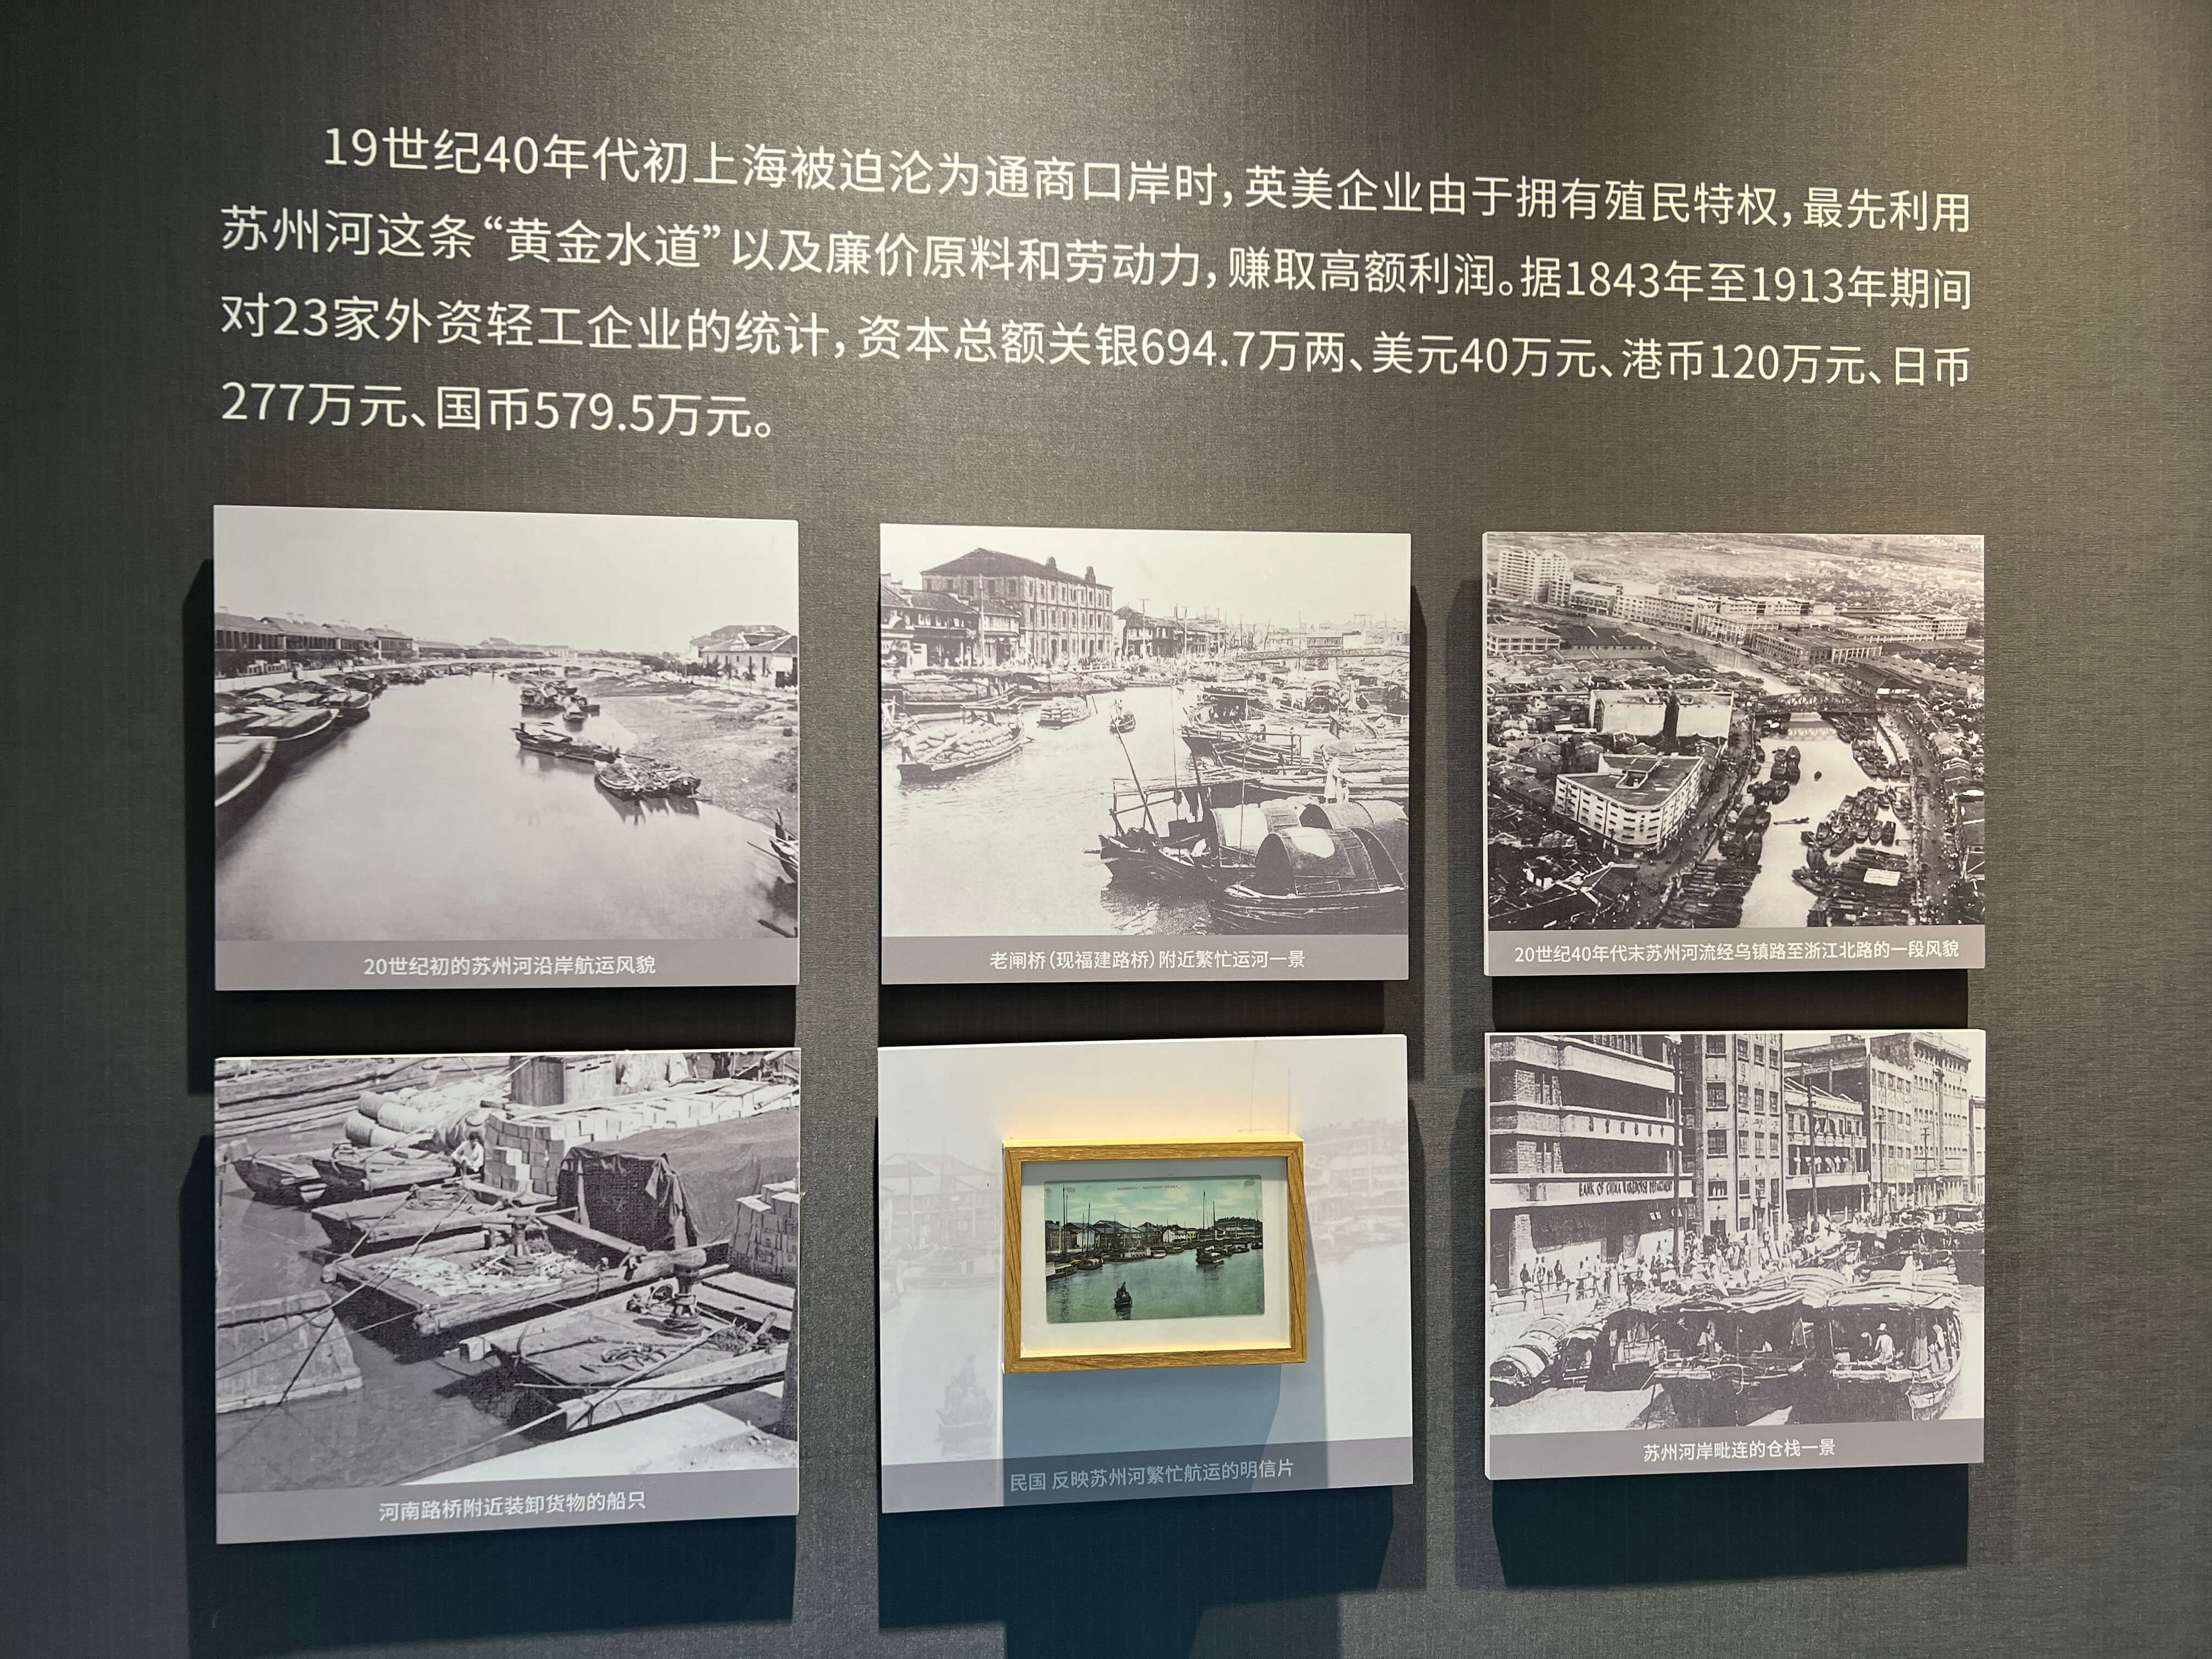 19世纪40年代初上海被迫沦为通商口岸时，英美企业由于拥有殖民特权，最先利用
苏州河这条“黄金水道”以及廉价原料和劳动力，赚取高额利润。据1843年至1913年期间
对23家外资轻工企业的统计，资本总额关银694.7万两、美元40万元、港币120万元、日币
277万元、国币579.5万元。
20世纪初的苏州河沿岸航运风貌
老闸桥（现福建路桥）附近繁忙运河一景
20世纪40年代末苏州河流经乌镇路至浙江北路的一段风貌
BANK OF CHINA
河南路桥附近装卸货物的船只
民国 反映苏州河繁忙航运的明信片
苏州河岸毗连的仓栈一景